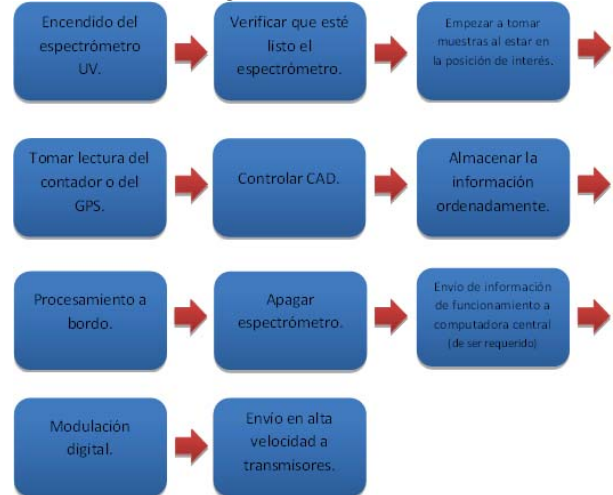 Encendido del
espectrómetro
UV.
Verificar que esté
listo el
espectrómetro.
Empezar a tomar
muestras al estar en
la posición de interés.
Tomar lectura del
contador o del
GPS.
Controlar CAD.
Almacenar la
información
ordenadamente.
Procesamiento a
bordo.
Apagar
espectrómetro.
Envío de información
de funcionamiento a
computadora central
(de ser requerido)
Modulación
digital.
Envío en alta
velocidad a
transmisores.